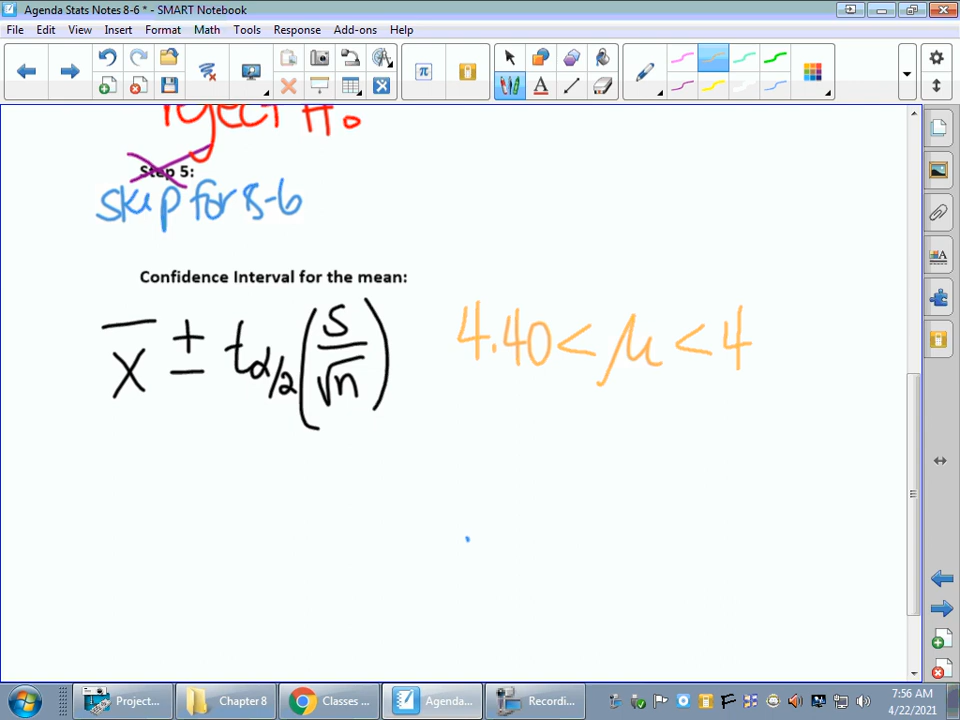 Agenda Stats Notes 8-6 * - SMART Notebook
File Edit View Insert Format Math Tools Response Add-ons Help
reject H₀
Step 5:
skip for 8-6
Confidence Interval for the mean:
x̄ ± t_α/2 (s/√n) 4.40 < μ < 4
Project... Chapter 8 Classes ... Agenda... Recordi... 7:56 AM
4/22/2021